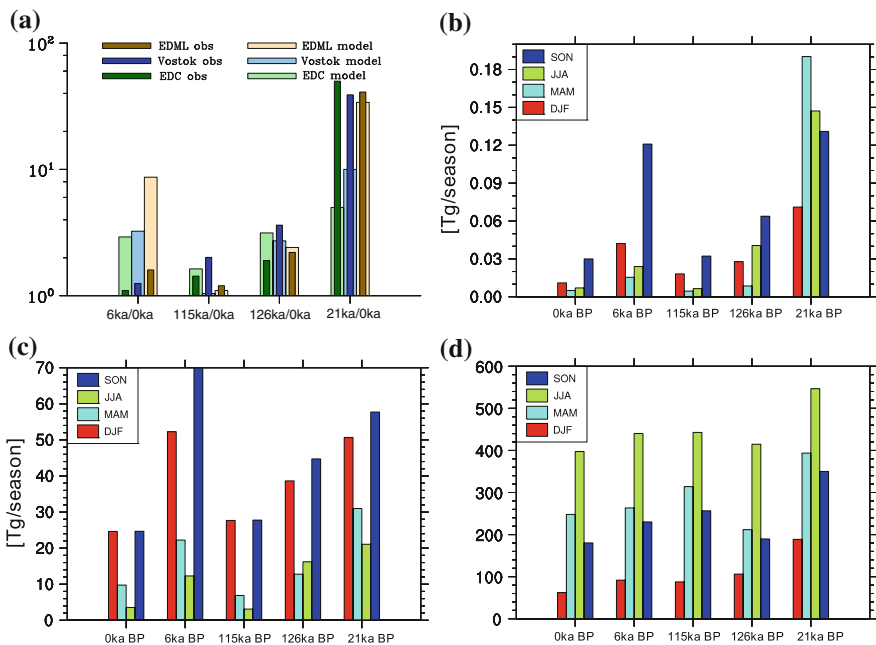 (a)
10²
10¹
10⁰
EDML obs
Vostok obs
EDC obs
EDML model
Vostok model
EDC model
6ka/0ka 115ka/0ka 126ka/0ka 21ka/0ka
(b)
[Tg/season]
0.18
0.15
0.12
0.09
0.06
0.03
0.00
SON
JJA
MAM
DJF
0ka BP 6ka BP 115ka BP 126ka BP 21ka BP
(c)
[Tg/season]
70
60
50
40
30
20
10
0
SON
JJA
MAM
DJF
0ka BP 6ka BP 115ka BP 126ka BP 21ka BP
(d)
[Tg/season]
600
500
400
300
200
100
0
SON
JJA
MAM
DJF
0ka BP 6ka BP 115ka BP 126ka BP 21ka BP